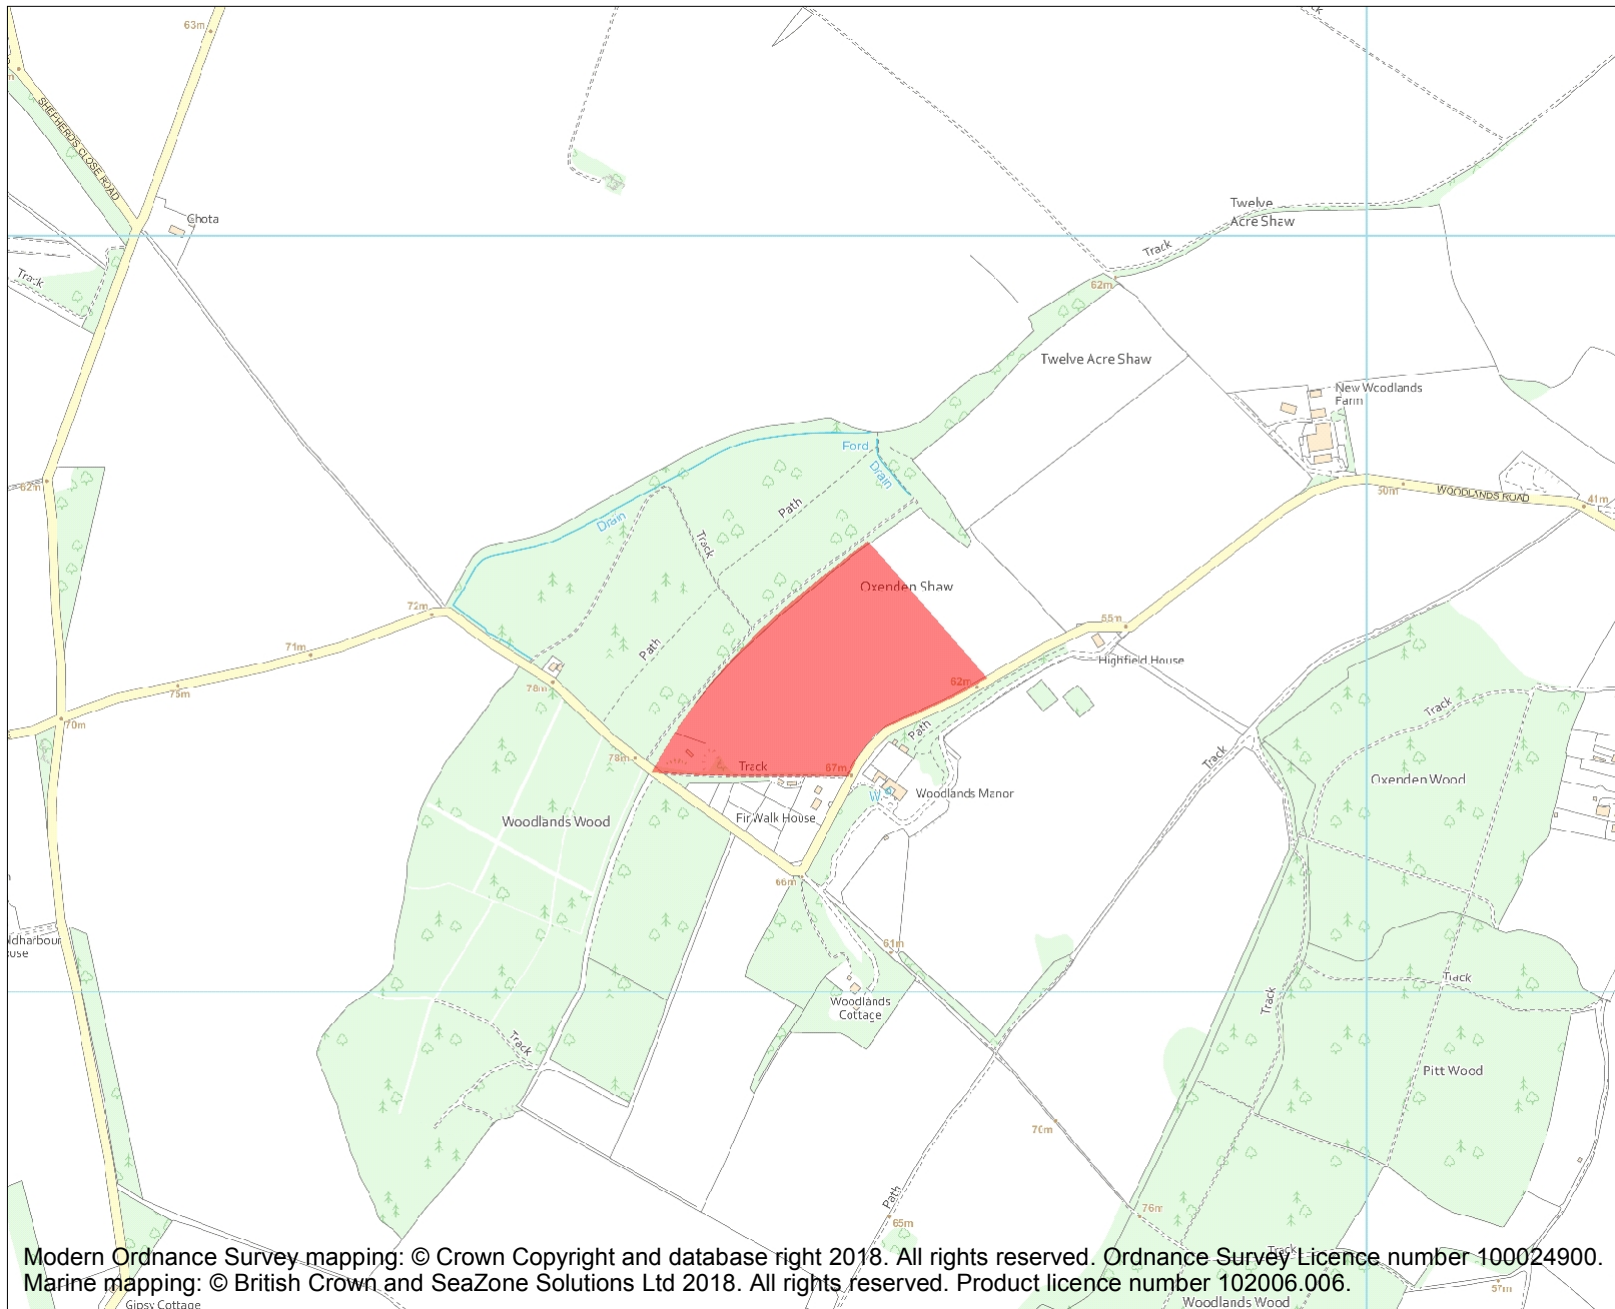 63m
SHEPHERD'S CLOSE ROAD
Chota
Track
Twelve
Acre Shaw
Track
62m
Twelve Acre Shaw
New Woodlands
Farm
Ford
Drain
62m
Path
50m
WOODLANDS ROAD
41m
Drain
Track
Oxenden Shaw
72m
55m
71m
Path
Highfield House
75m
78m
62m
Track
70m
Path
78m
Track
67m
Track
Oxenden Wood
W
Woodlands Manor
Woodlands Wood
Fir Walk House
66m
61m
ldharbour
use
Track
Woodlands
Cottage
Track
Track
Pitt Wood
70m
Path
76m
65m
Modern Ordnance Survey mapping: © Crown Copyright and database right 2018. All rights reserved. Ordnance Survey Licence number 100024900.
Track
Marine mapping: © British Crown and SeaZone Solutions Ltd 2018. All rights reserved. Product licence number 102006.006.
57m
Gipsy Cottage
Woodlands Wood